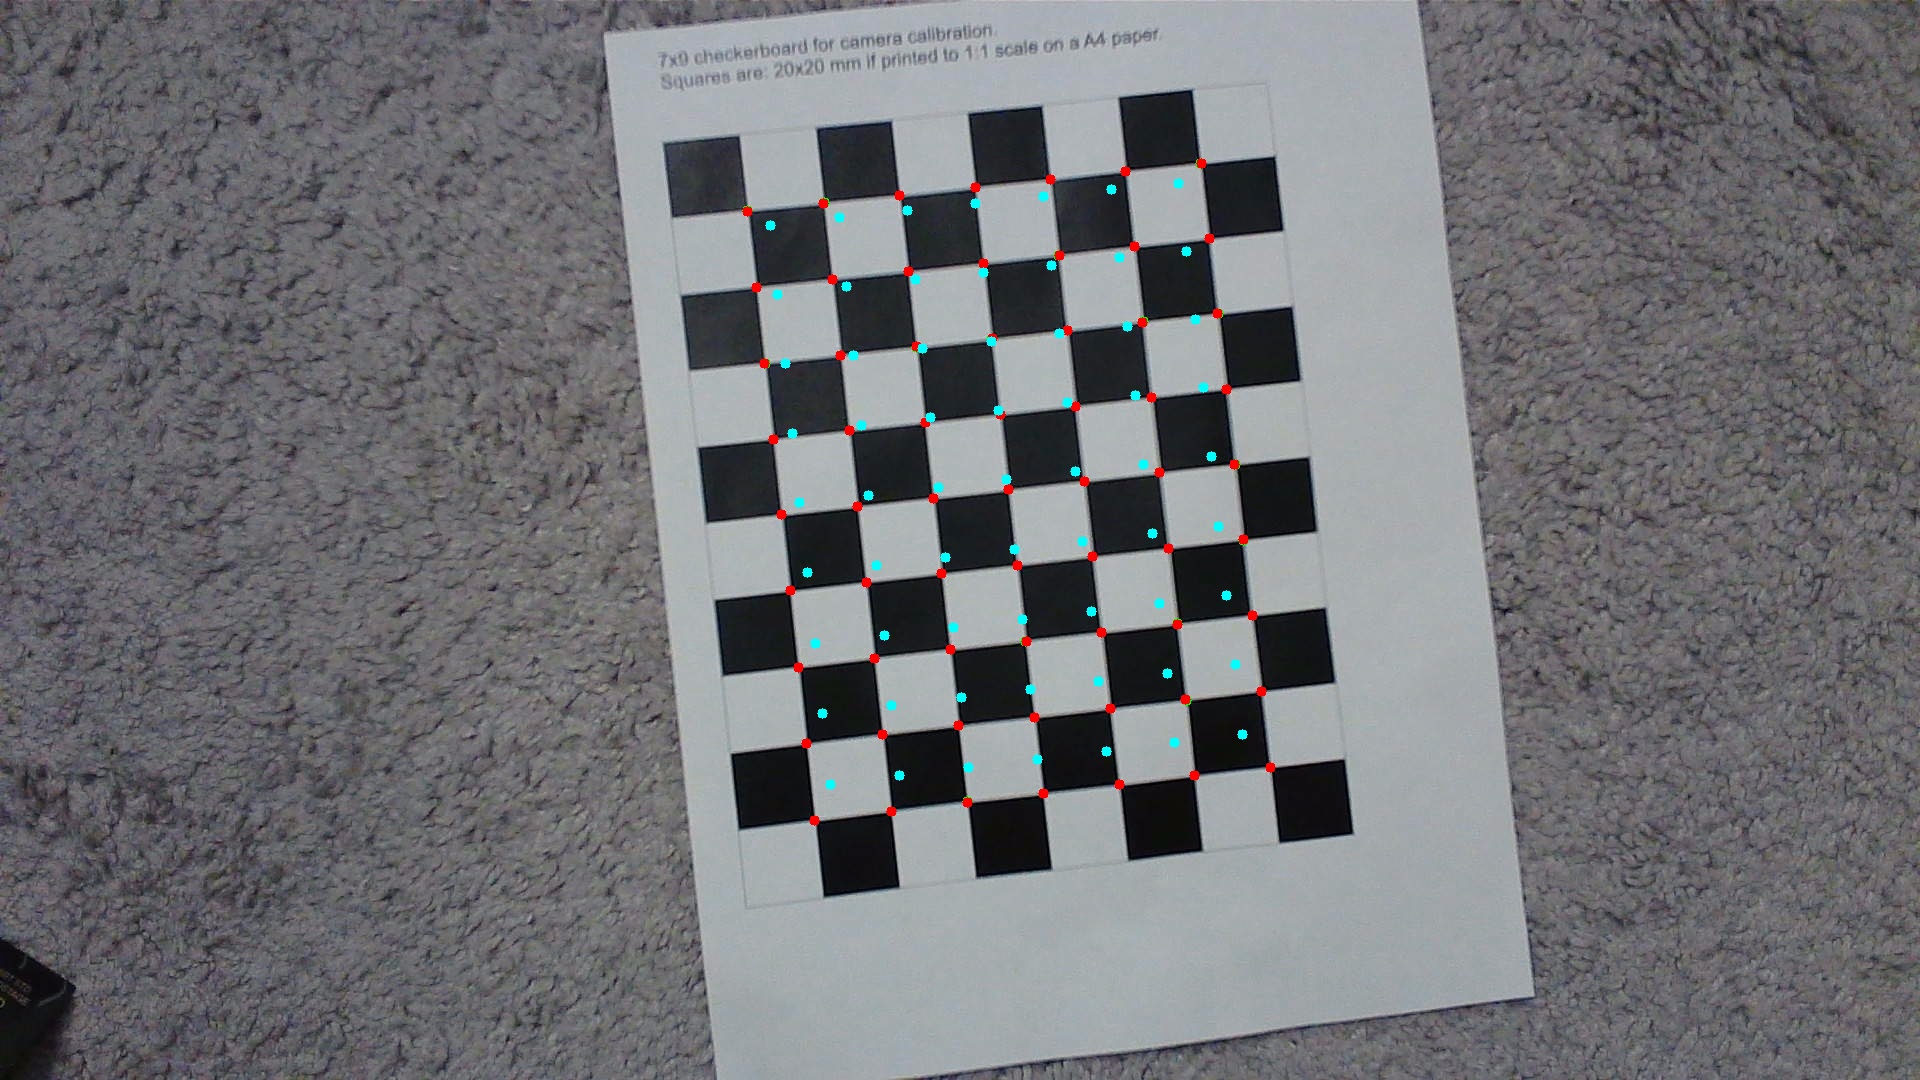 7x9 checkerboard for camera calibration.
Squares are: 20x20 mm if printed to 1:1 scale on a A4 paper.